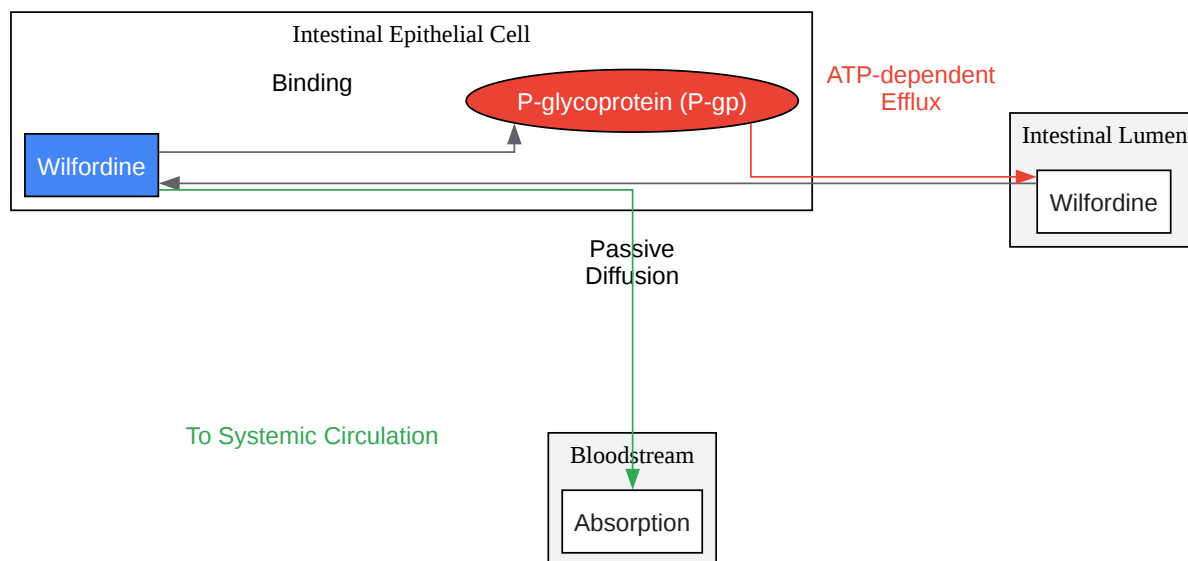 Intestinal Epithelial Cell
Binding
P-glycoprotein (P-gp)
ATP-dependent
Efflux
Wilfordine
Intestinal Lumen
Wilfordine
Passive
Diffusion
To Systemic Circulation
Bloodstream
Absorption